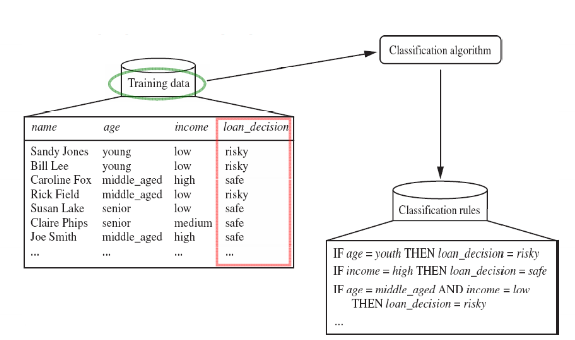 Classification algorithm
Training data
name age income loan_decision
Sandy Jones young low risky
Bill Lee young low risky
Caroline Fox middle_aged high safe
Rick Field middle_aged low risky
Susan Lake senior low safe
Claire Phips senior medium safe
Joe Smith middle_aged high safe
... ... ... ...
Classification rules
IF age = youth THEN loan_decision = risky
IF income = high THEN loan_decision = safe
IF age = middle_aged AND income = low
THEN loan_decision = risky
...